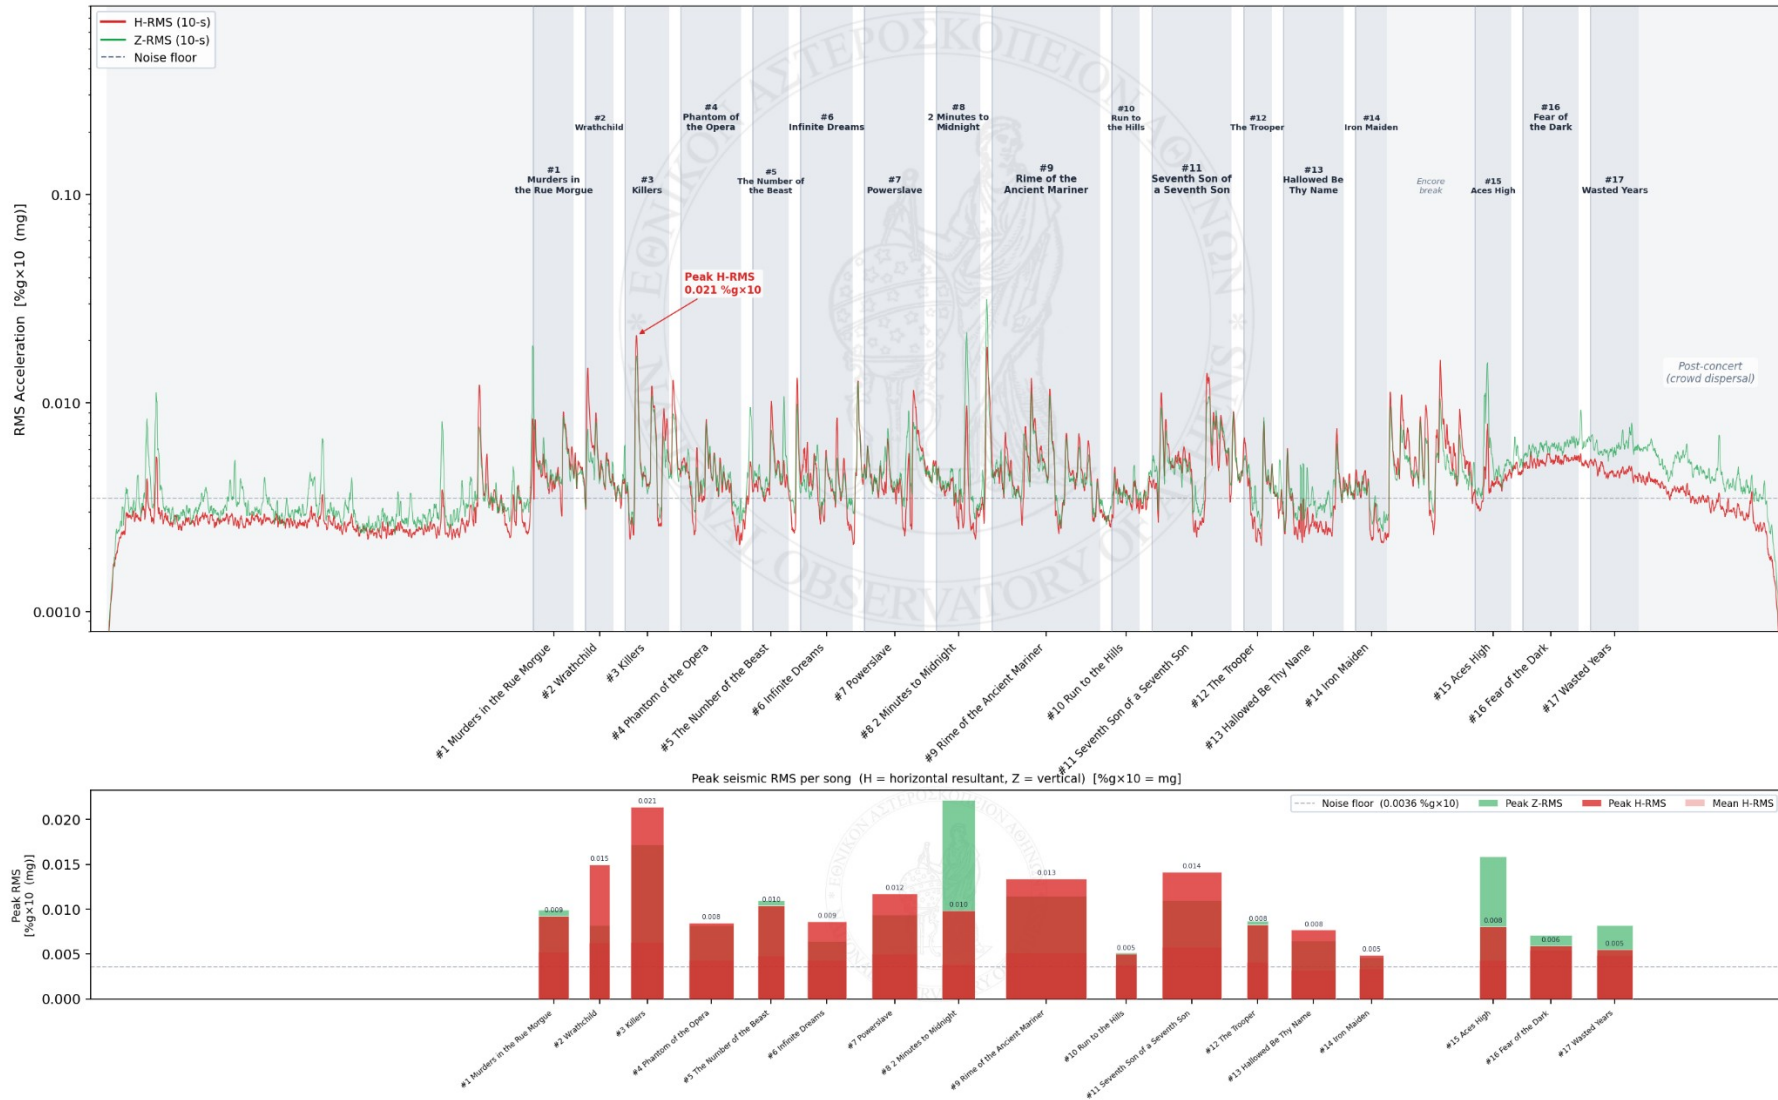 H-RMS (10-s)
Z-RMS (10-s)
Noise floor
RMS Acceleration [%g×10 (mg)]
0.10
0.010
0.0010
#1
Murders in
the Rue Morgue
#2
Wrathchild
#3
Killers
#4
Phantom of
the Opera
#5
The Number of
the Beast
#6
Infinite Dreams
#7
Powerslave
#8
2 Minutes to
Midnight
#9
Rime of the
Ancient Mariner
#10
Run to
the Hills
#11
Seventh Son of
a Seventh Son
#12
The Trooper
#13
Hallowed Be
Thy Name
#14
Iron Maiden
Encore
break
#15
Aces High
#16
Fear of
the Dark
#17
Wasted Years
Peak H-RMS
0.021 %g×10
Post-concert
(crowd dispersal)
ΕΘΝΙΚΟΝ ΑΣΤΕΡΟΣΚΟΠΕΙΟΝ ΑΘΗΝΩΝ
NATIONAL OBSERVATORY OF ATHENS
#1 Murders in the Rue Morgue
#2 Wrathchild
#3 Killers
#4 Phantom of the Opera
#5 The Number of the Beast
#6 Infinite Dreams
#7 Powerslave
#8 2 Minutes to Midnight
#9 Rime of the Ancient Mariner
#10 Run to the Hills
#11 Seventh Son of a Seventh Son
#12 The Trooper
#13 Hallowed Be Thy Name
#14 Iron Maiden
#15 Aces High
#16 Fear of the Dark
#17 Wasted Years
Peak seismic RMS per song (H = horizontal resultant, Z = vertical) [%g×10 = mg]
Noise floor (0.0036 %g×10)
Peak Z-RMS
Peak H-RMS
Mean H-RMS
Peak RMS
[%g×10 (mg)]
0.020
0.015
0.010
0.005
0.000
0.009
0.015
0.021
0.008
0.010
0.009
0.012
0.010
0.013
0.005
0.014
0.008
0.008
0.005
0.008
0.006
0.005
ΕΘΝΙΚΟΝ ΑΣΤΕΡΟΣΚΟΠΕΙΟΝ ΑΘΗΝΩΝ
#1 Murders in the Rue Morgue
#2 Wrathchild
#3 Killers
#4 Phantom of the Opera
#5 The Number of the Beast
#6 Infinite Dreams
#7 Powerslave
#8 2 Minutes to Midnight
#9 Rime of the Ancient Mariner
#10 Run to the Hills
#11 Seventh Son of a Seventh Son
#12 The Trooper
#13 Hallowed Be Thy Name
#14 Iron Maiden
#15 Aces High
#16 Fear of the Dark
#17 Wasted Years